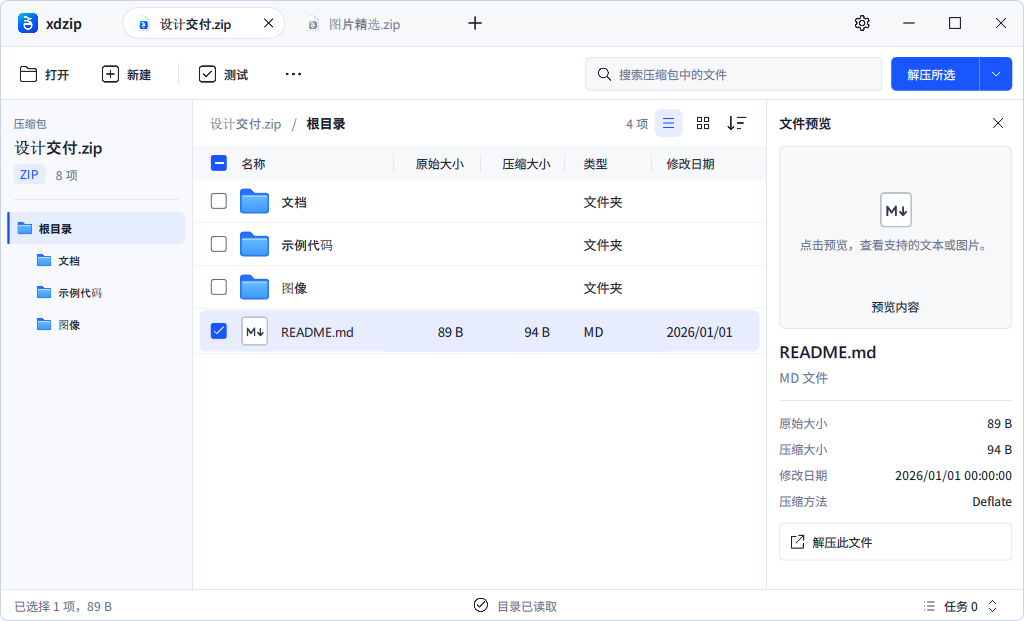 xdzip
设计交付.zip
图片精选.zip
打开
新建
测试
搜索压缩包中的文件
解压所选
压缩包
设计交付.zip
ZIP
8 项
根目录
文档
示例代码
图像
设计交付.zip / 根目录
4 项
名称 原始大小 压缩大小 类型 修改日期
文档 文件夹
示例代码 文件夹
图像 文件夹
README.md 89 B 94 B MD 2026/01/01
文件预览
点击预览，查看支持的文本或图片。
预览内容
README.md
MD 文件
原始大小 89 B
压缩大小 94 B
修改日期 2026/01/01 00:00:00
压缩方法 Deflate
解压此文件
已选择 1 项，89 B
目录已读取
任务 0